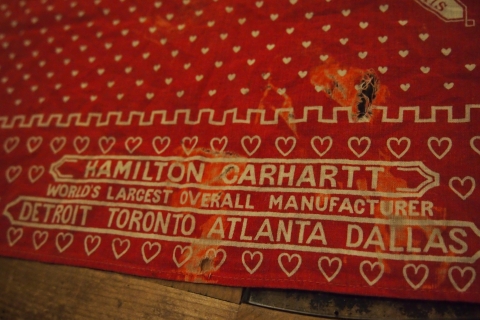 HAMILTON CARHARTT
WORLD'S LARGEST OVERALL MANUFACTURER
DETROIT TORONTO ATLANTA DALLAS